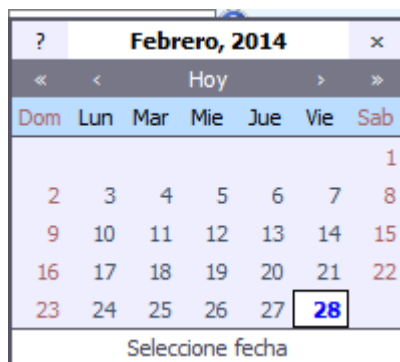 ? Febrero, 2014 ×
« ‹ Hoy › »
Dom Lun Mar Mie Jue Vie Sab
1
2 3 4 5 6 7 8
9 10 11 12 13 14 15
16 17 18 19 20 21 22
23 24 25 26 27 28
Seleccione fecha